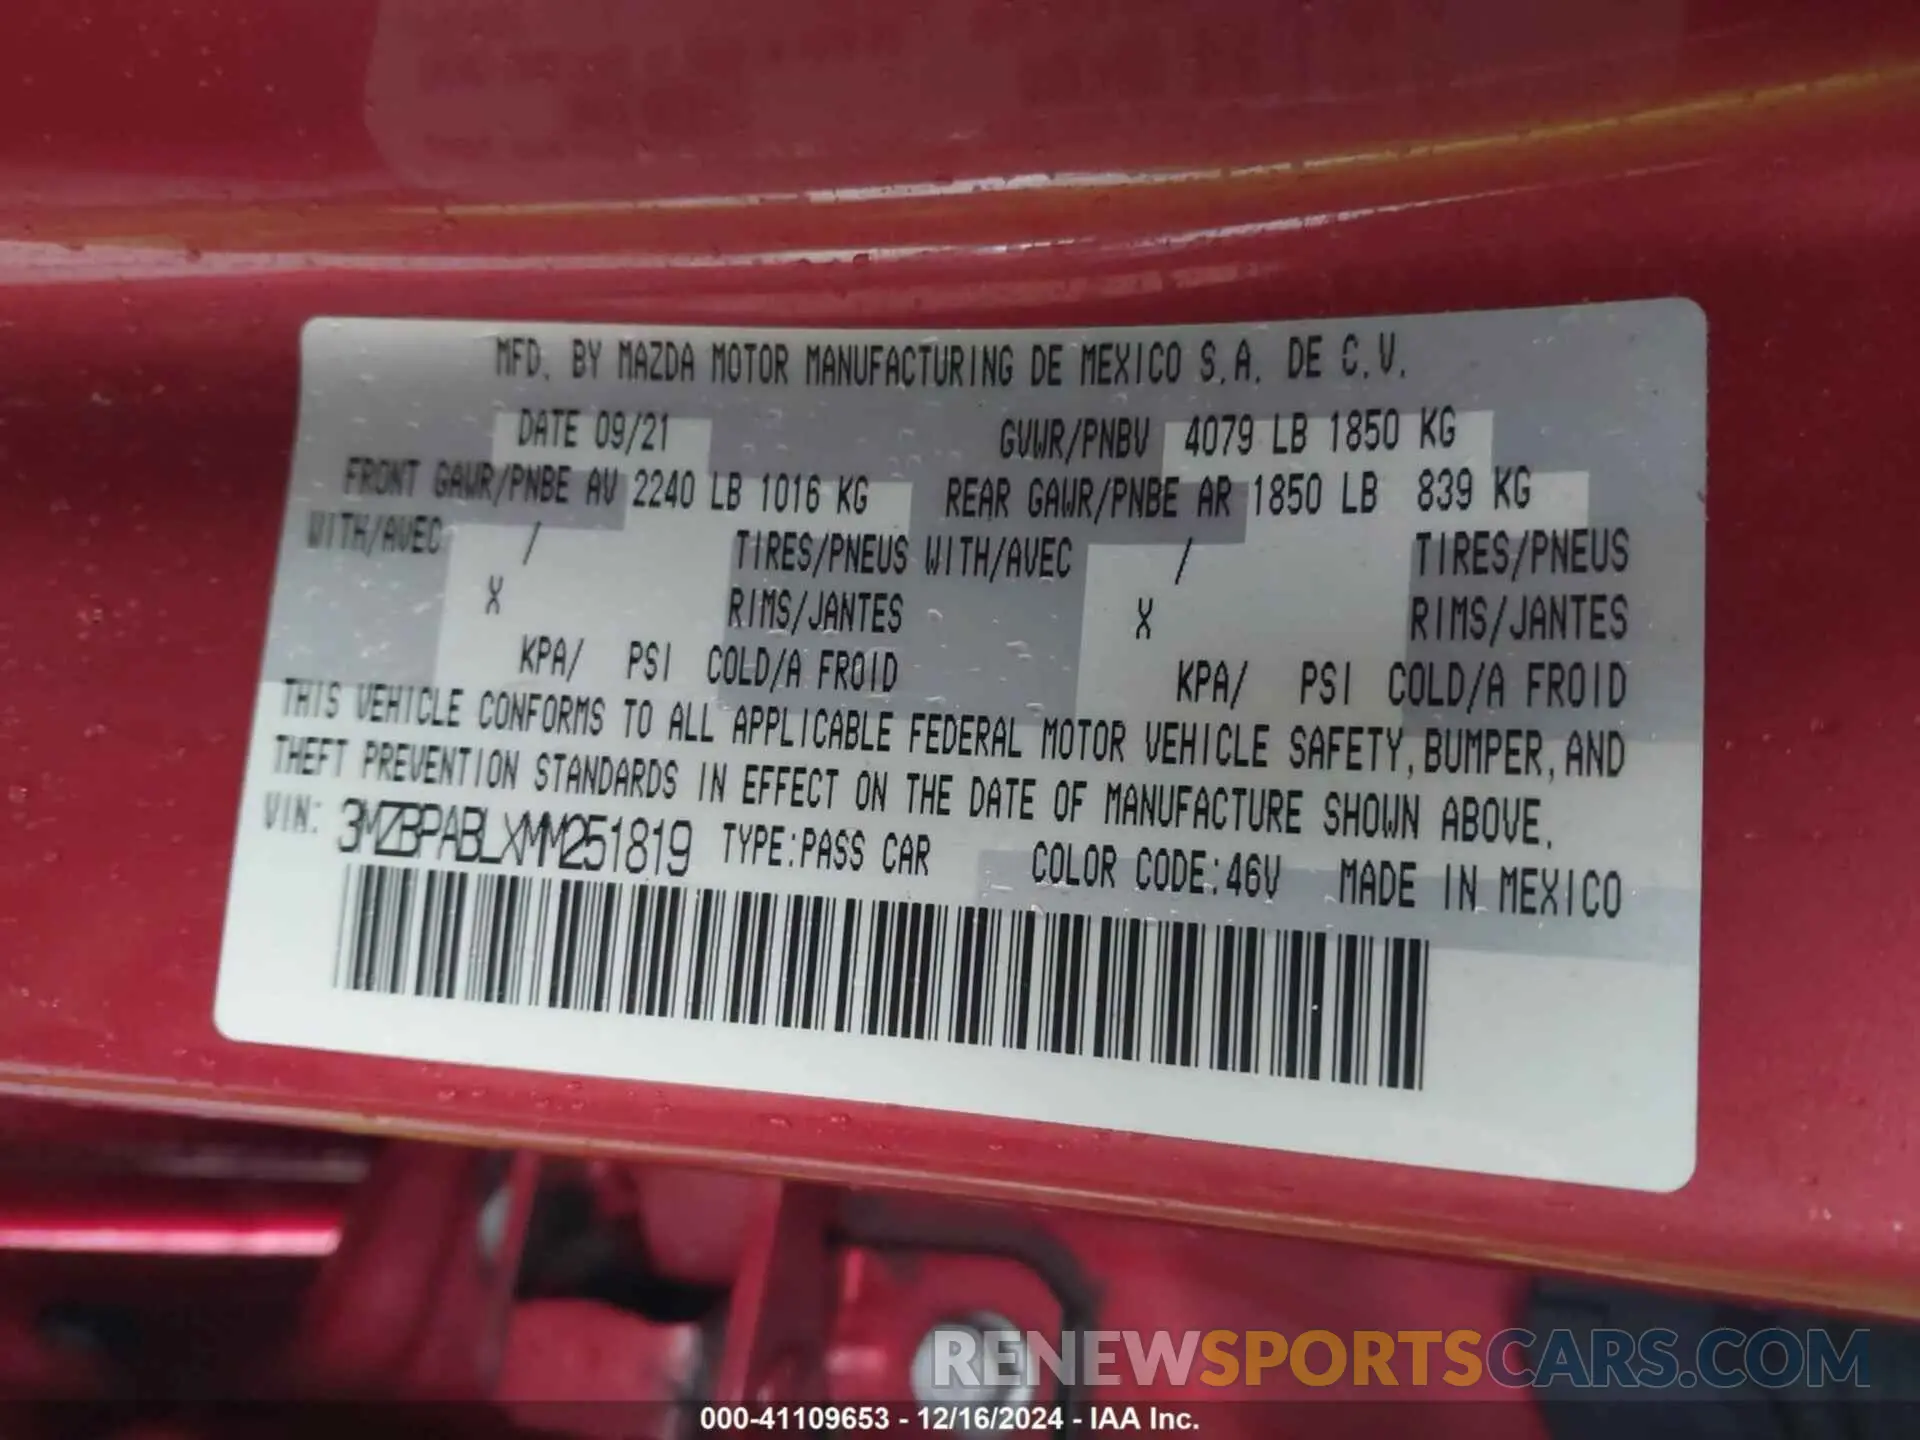 MFD. BY MAZDA MOTOR MANUFACTURING DE MEXICO S.A. DE C.V.
DATE 09/21 GVWR/PNBV 4079 LB 1850 KG
FRONT GAWR/PNBE AV 2240 LB 1016 KG REAR GAWR/PNBE AR 1850 LB 839 KG
WITH/AVEC / TIRES/PNEUS WITH/AVEC / TIRES/PNEUS
X RIMS/JANTES X RIMS/JANTES
KPA/ PSI COLD/A FROID KPA/ PSI COLD/A FROID
THIS VEHICLE CONFORMS TO ALL APPLICABLE FEDERAL MOTOR VEHICLE SAFETY, BUMPER, AND
THEFT PREVENTION STANDARDS IN EFFECT ON THE DATE OF MANUFACTURE SHOWN ABOVE.
VIN: 3MZBPABLXMM251819 TYPE:PASS CAR COLOR CODE:46V MADE IN MEXICO
RENEWSPORTSCARS.COM
000-41109653 - 12/16/2024 - IAA Inc.